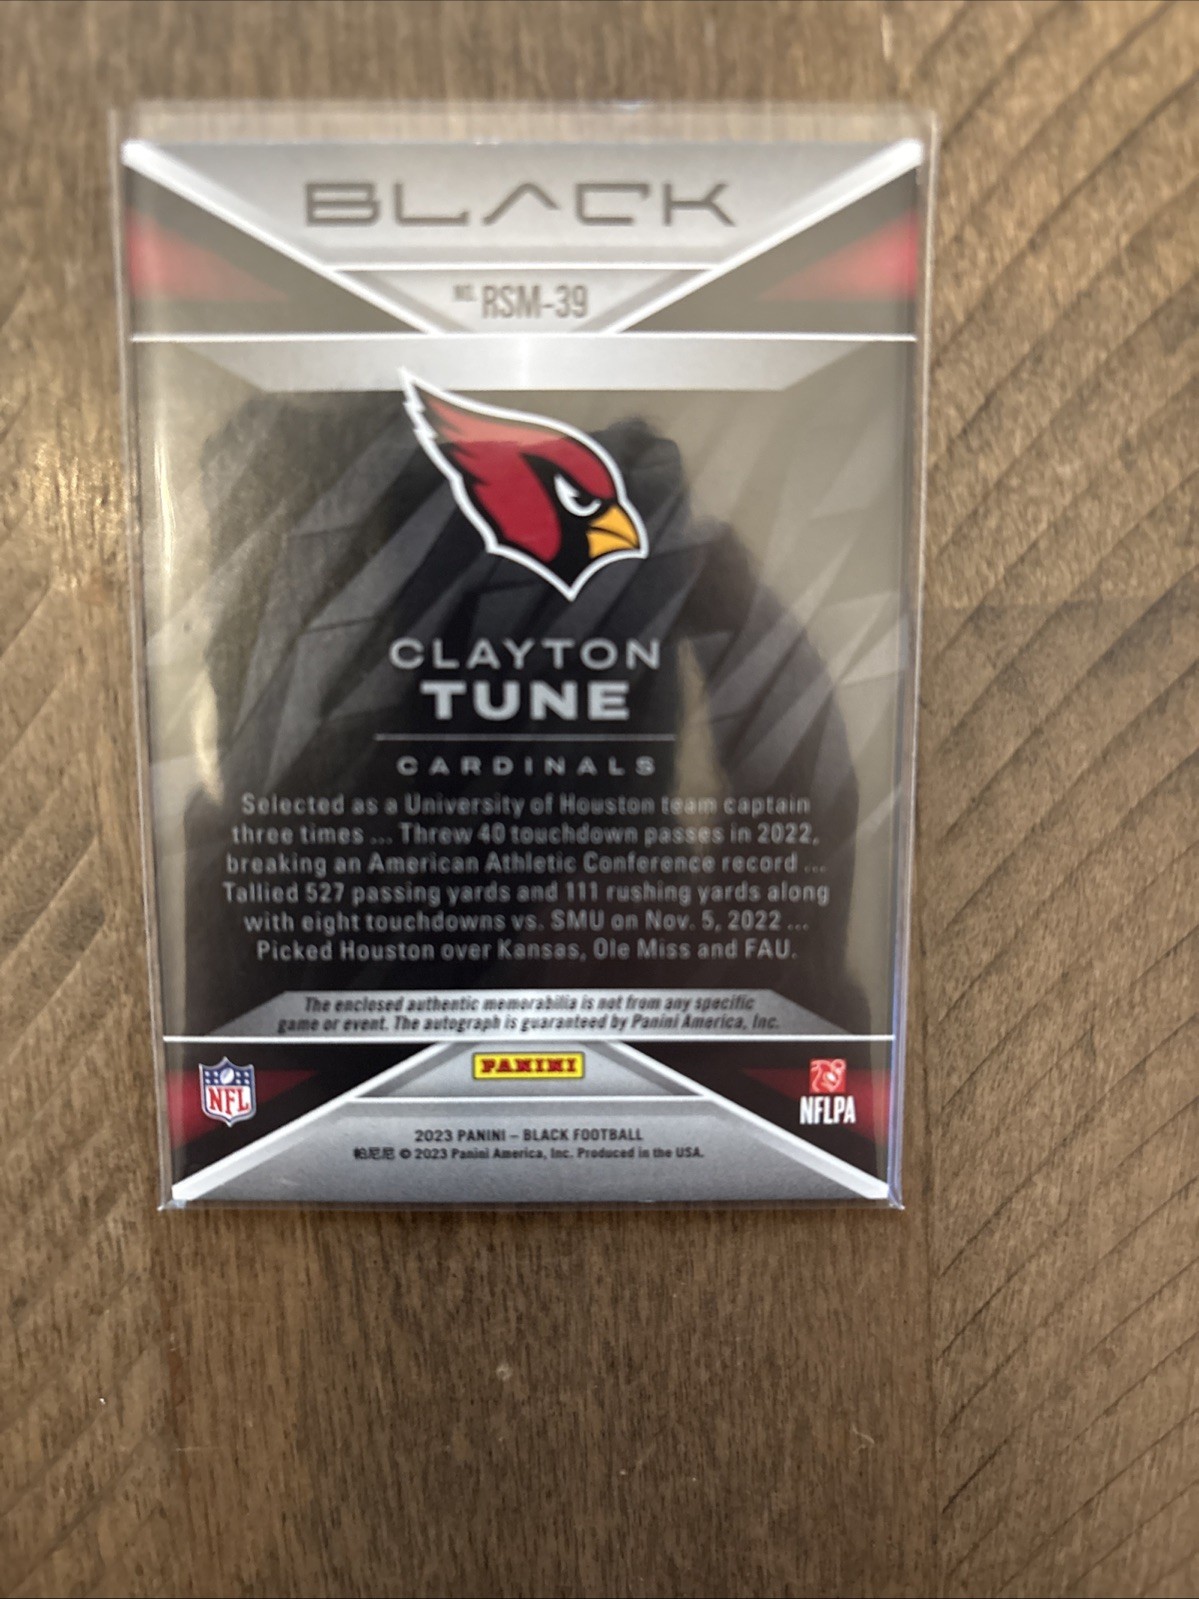 BLACK
NO. RSM-39
CLAYTON
TUNE
CARDINALS
Selected as a University of Houston team captain
three times ... Threw 40 touchdown passes in 2022,
breaking an American Athletic Conference record ...
Tallied 527 passing yards and 111 rushing yards along
with eight touchdowns vs. SMU on Nov. 5, 2022 ...
Picked Houston over Kansas, Ole Miss and FAU.
The enclosed authentic memorabilia is not from any specific
game or event. The autograph is guaranteed by Panini America, Inc.
PANINI
NFL
NFLPA
2023 PANINI – BLACK FOOTBALL
帕尼尼 © 2023 Panini America, Inc. Produced in the USA.